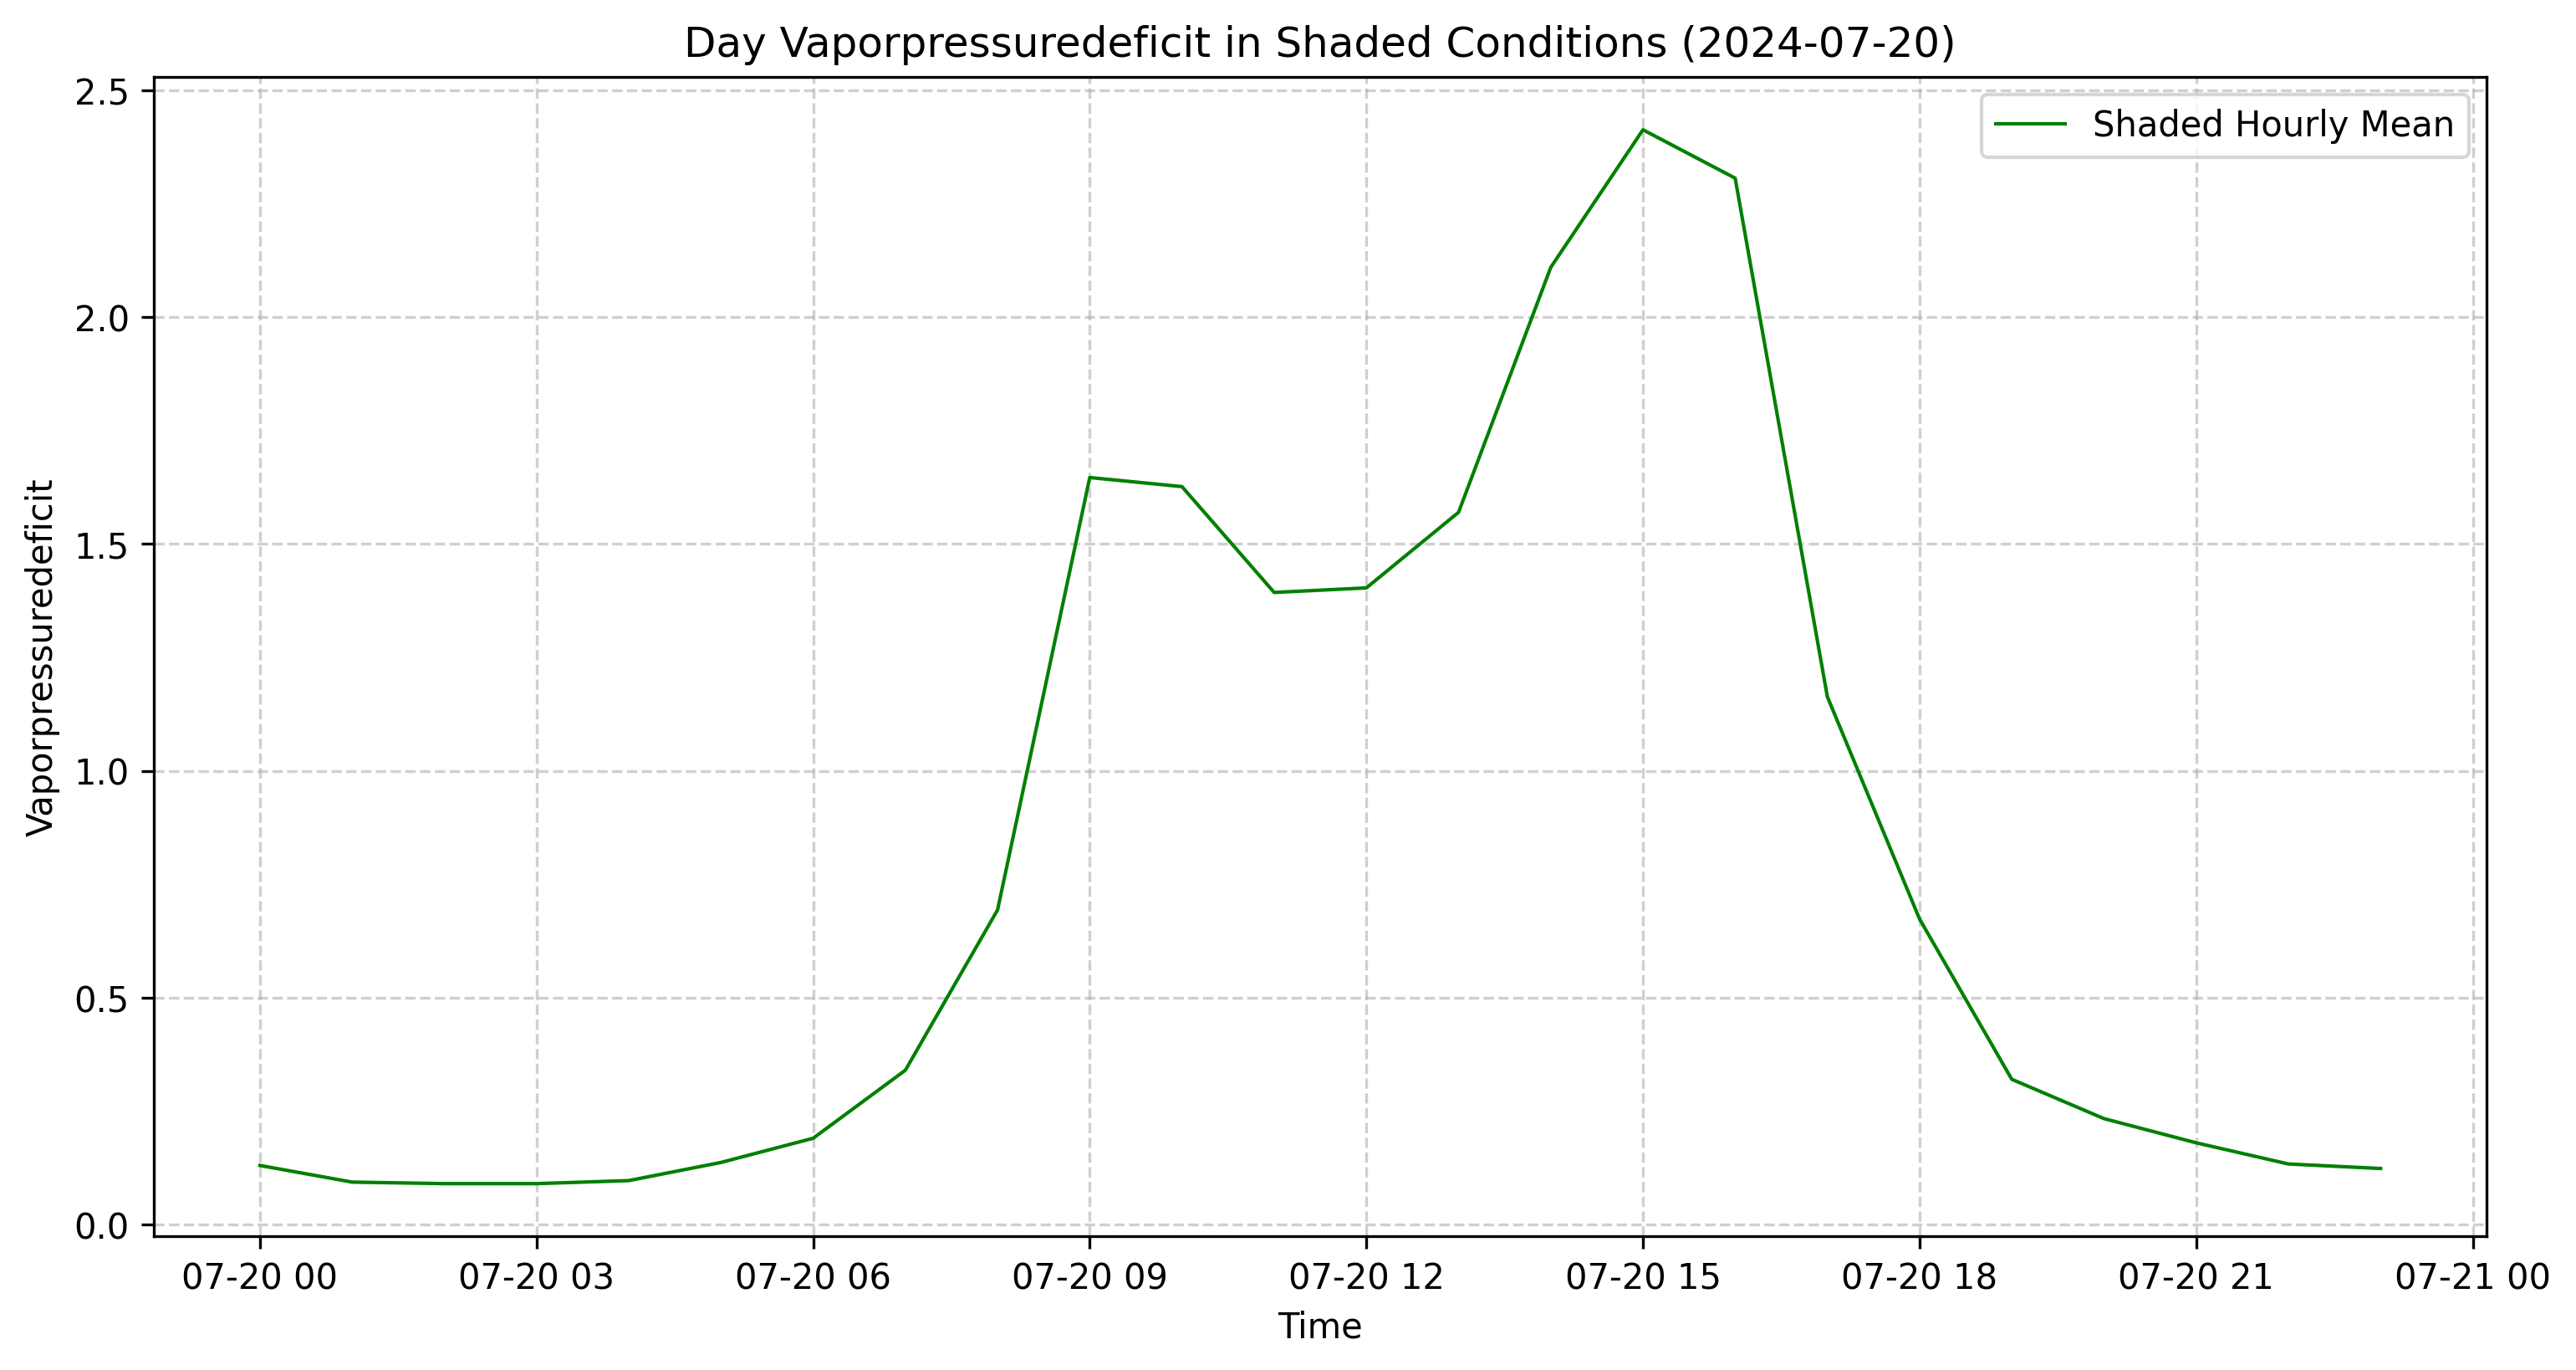 Day Vaporpressuredeficit in Shaded Conditions (2024-07-20)
Shaded Hourly Mean
Vaporpressuredeficit
2.5
2.0
1.5
1.0
0.5
0.0
07-20 00 07-20 03 07-20 06 07-20 09 07-20 12 07-20 15 07-20 18 07-20 21 07-21 00
Time